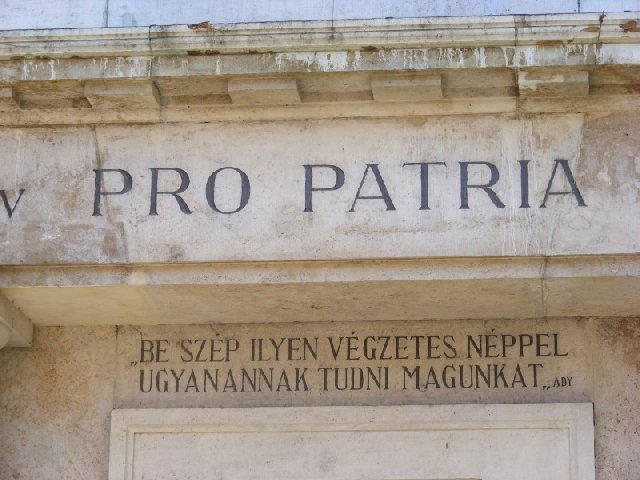 PRO PATRIA
„BE SZÉP ILYEN VÉGZETES NÉPPEL
UGYANANNAK TUDNI MAGUNKAT„ ADY